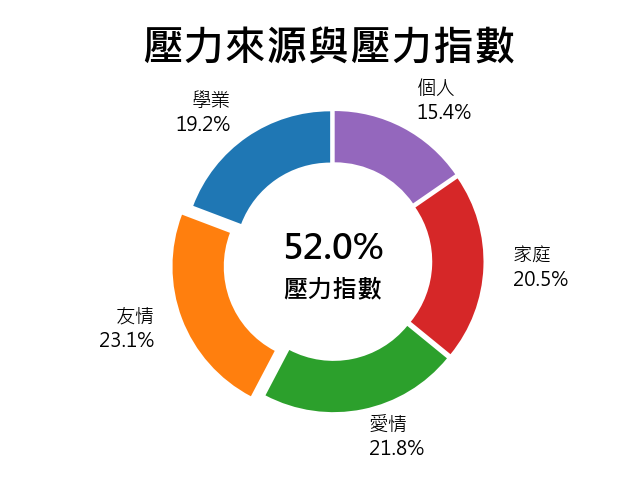 壓力來源與壓力指數
個人
15.4%
學業
19.2%
52.0%
壓力指數
家庭
20.5%
友情
23.1%
愛情
21.8%